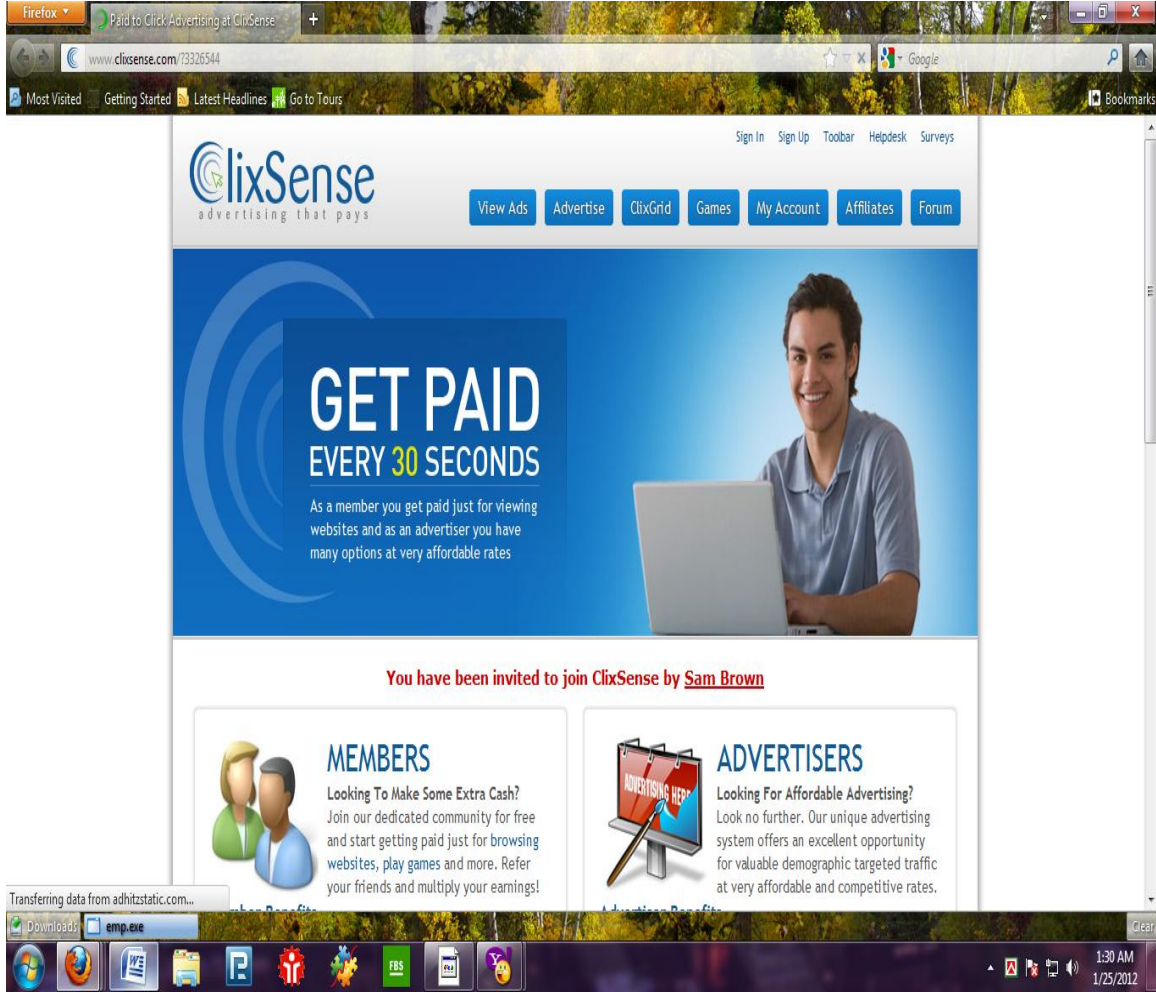 Firefox
Paid to Click Advertising at ClixSense
+
www.clixsense.com/?3326544
Google
Most Visited Getting Started Latest Headlines Go to Tours
Bookmarks
Sign In Sign Up Toolbar Helpdesk Surveys
ClixSense
advertising that pays
View Ads Advertise ClixGrid Games My Account Affiliates Forum
GET PAID
EVERY 30 SECONDS
As a member you get paid just for viewing
websites and as an advertiser you have
many options at very affordable rates
You have been invited to join ClixSense by Sam Brown
MEMBERS
Looking To Make Some Extra Cash?
Join our dedicated community for free
and start getting paid just for browsing
websites, play games and more. Refer
your friends and multiply your earnings!
ADVERTISING HERE
ADVERTISERS
Looking For Affordable Advertising?
Look no further. Our unique advertising
system offers an excellent opportunity
for valuable demographic targeted traffic
at very affordable and competitive rates.
Transferring data from adhitzstatic.com...
Downloads emp.exe
Clear
FBS
1:30 AM
1/25/2012